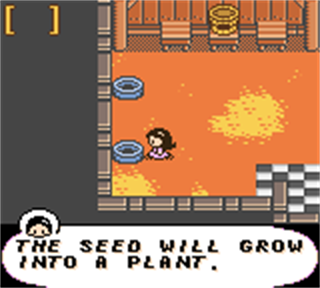 [ ]
THE SEED WILL GROW
INTO A PLANT.